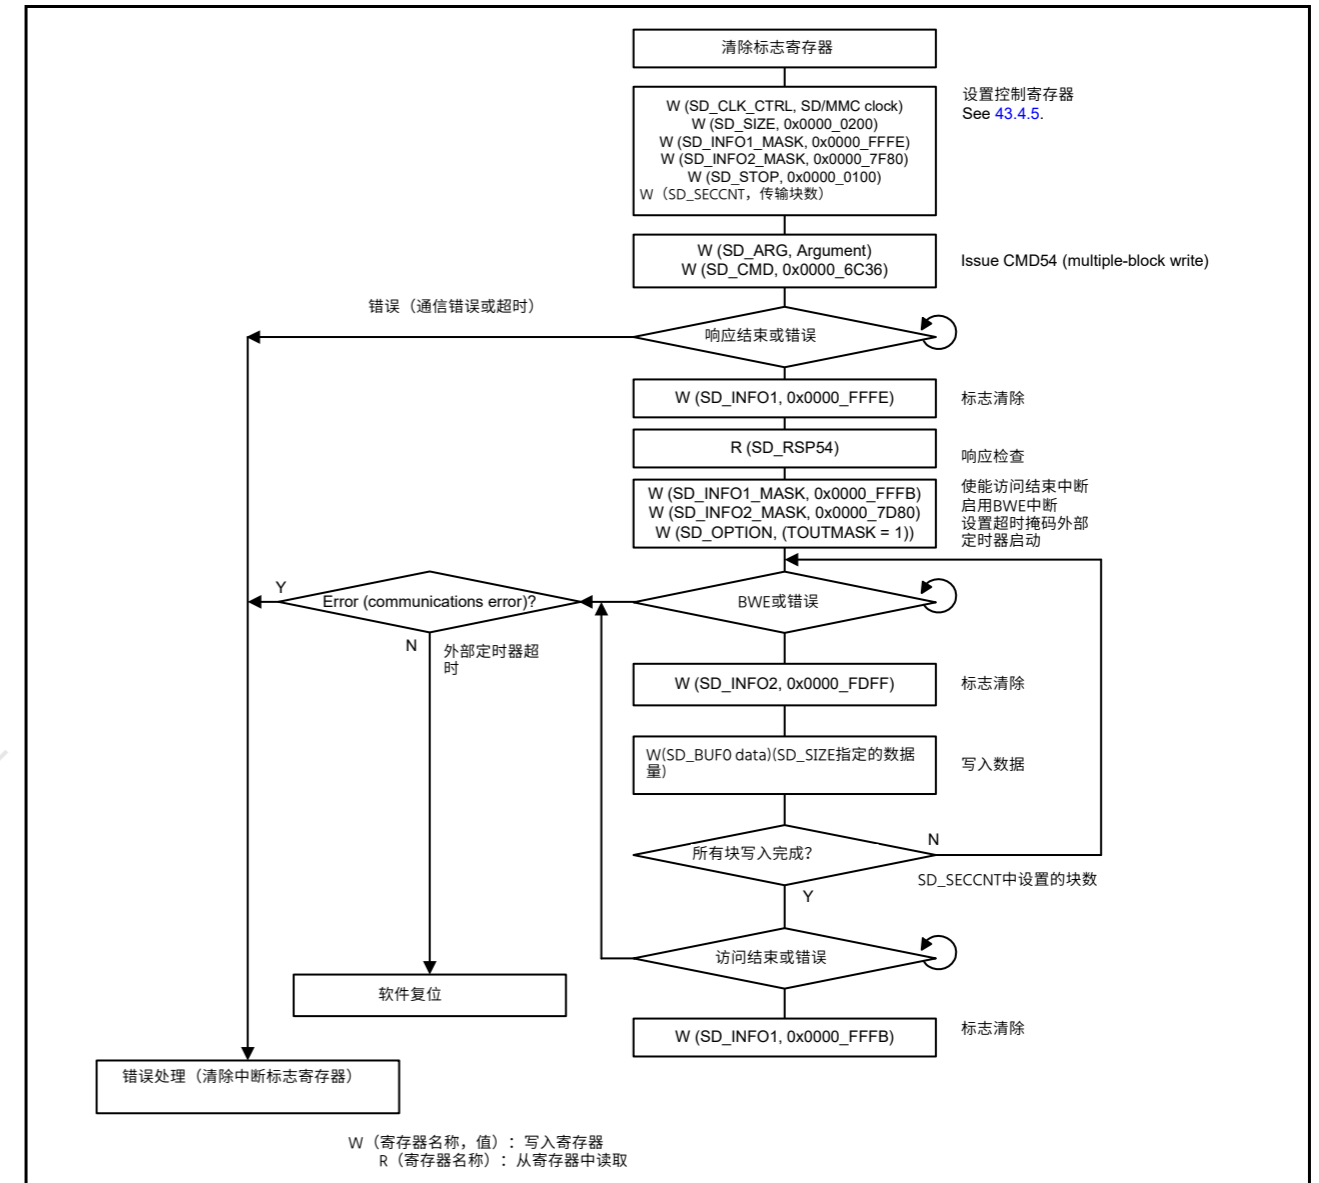 清除标志寄存器
W (SD_CLK_CTRL, SD/MMC clock)
W (SD_SIZE, 0x0000_0200)
W (SD_INFO1_MASK, 0x0000_FFFE)
W (SD_INFO2_MASK, 0x0000_7F80)
W (SD_STOP, 0x0000_0100)
W（SD_SECCNT，传输块数）
设置控制寄存器
See 43.4.5.
W (SD_ARG, Argument)
W (SD_CMD, 0x0000_6C36)
Issue CMD54 (multiple-block write)
错误（通信错误或超时）
响应结束或错误
W (SD_INFO1, 0x0000_FFFE)
标志清除
R (SD_RSP54)
响应检查
W (SD_INFO1_MASK, 0x0000_FFFB)
W (SD_INFO2_MASK, 0x0000_7D80)
W (SD_OPTION, (TOUTMASK = 1))
使能访问结束中断
启用BWE中断
设置超时掩码外部
定时器启动
Y
Error (communications error)?
BWE或错误
N
外部定时器超
时
W (SD_INFO2, 0x0000_FDFF)
标志清除
W(SD_BUF0 data)(SD_SIZE指定的数据
量)
写入数据
所有块写入完成？
N
SD_SECCNT中设置的块数
Y
访问结束或错误
软件复位
W (SD_INFO1, 0x0000_FFFB)
标志清除
错误处理（清除中断标志寄存器）
W（寄存器名称，值）：写入寄存器
R（寄存器名称）：从寄存器中读取